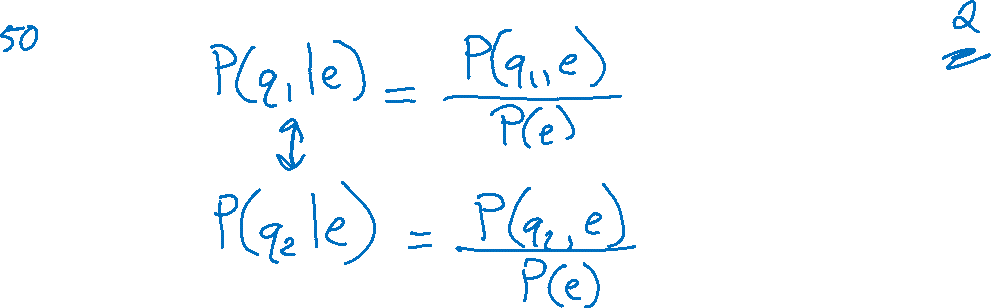 50
2
P(q₁|e) = P(q₁,e) / P(e)
P(q₂|e) = P(q₂,e) / P(e)